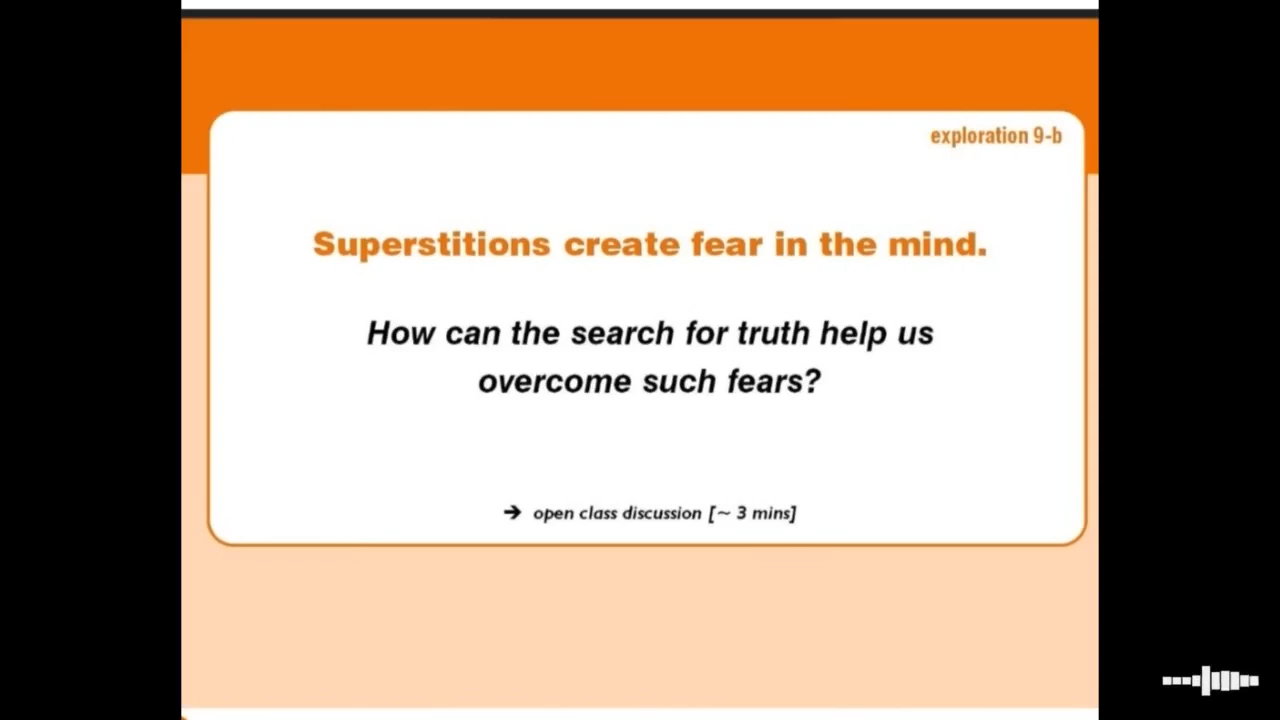 exploration 9-b
Superstitions create fear in the mind.
How can the search for truth help us
overcome such fears?
➔ open class discussion [~ 3 mins]